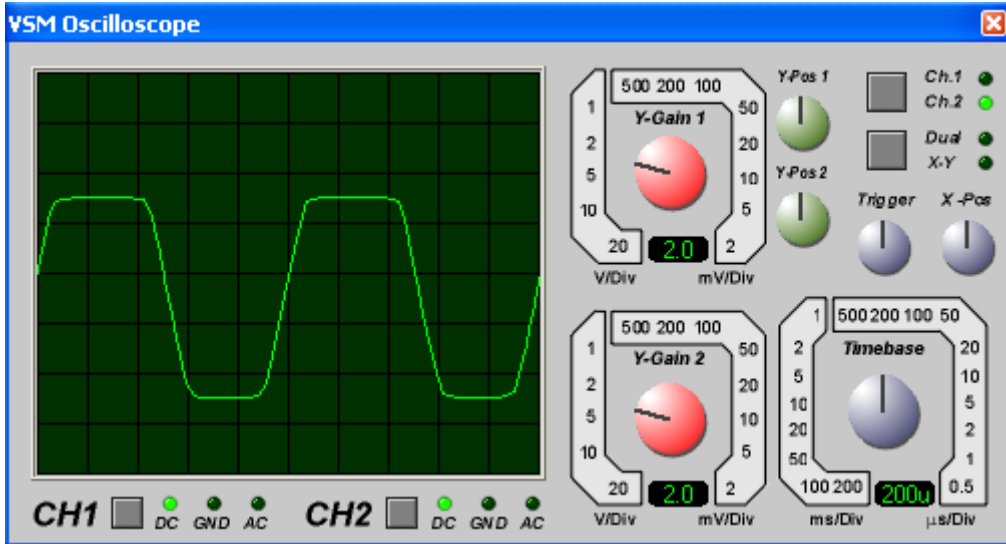 VSM Oscilloscope
500 200 100
1
2
5
10
20
50
20
10
5
2
Y-Gain 1
2.0
V/Div
mV/Div
Y-Pos 1
Y-Pos 2
Ch.1
Ch.2
Dual
X-Y
Trigger
X -Pos
500 200 100
1
2
5
10
20
50
20
10
5
2
Y-Gain 2
2.0
V/Div
mV/Div
1
500 200 100 50
2
5
10
20
50
100 200
20
10
5
2
1
0.5
Timebase
200u
ms/Div
µs/Div
CH1
DC
GND
AC
CH2
DC
GND
AC